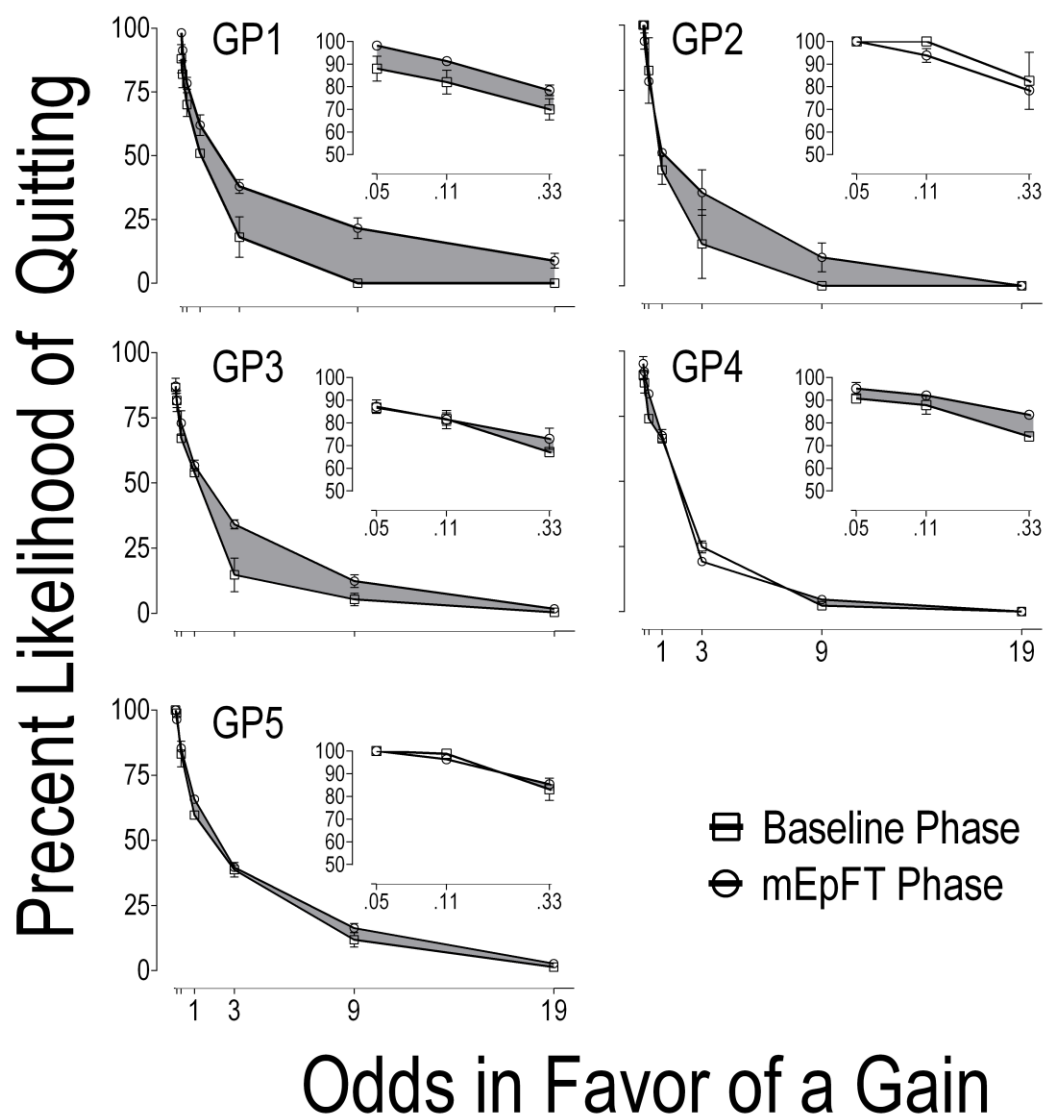 Precent Likelihood of Quitting
GP1
100
75
50
25
0
100
90
80
70
60
50
.05 .11 .33
GP2
100
90
80
70
60
50
.05 .11 .33
GP3
100
75
50
25
0
100
90
80
70
60
50
.05 .11 .33
GP4
100
90
80
70
60
50
.05 .11 .33
1 3 9 19
GP5
100
75
50
25
0
100
90
80
70
60
50
.05 .11 .33
1 3 9 19
Baseline Phase
mEpFT Phase
Odds in Favor of a Gain